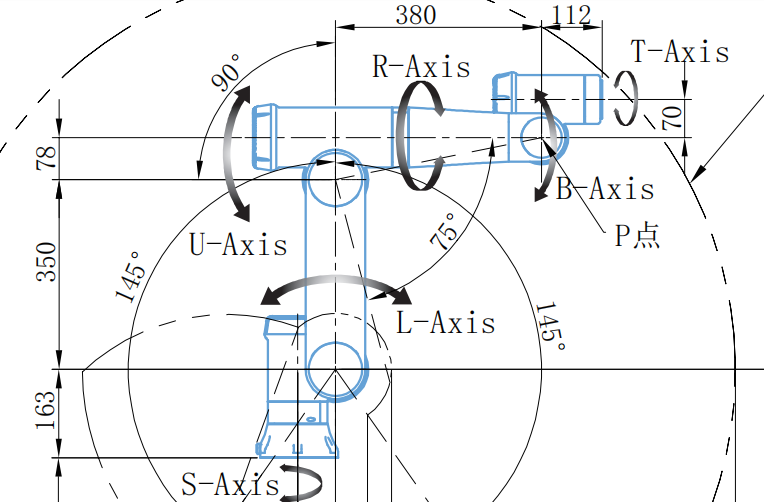 380
112
T-Axis
R-Axis
90°
70
78
B-Axis
P点
U-Axis
75°
350
145°
L-Axis
145°
163
S-Axis